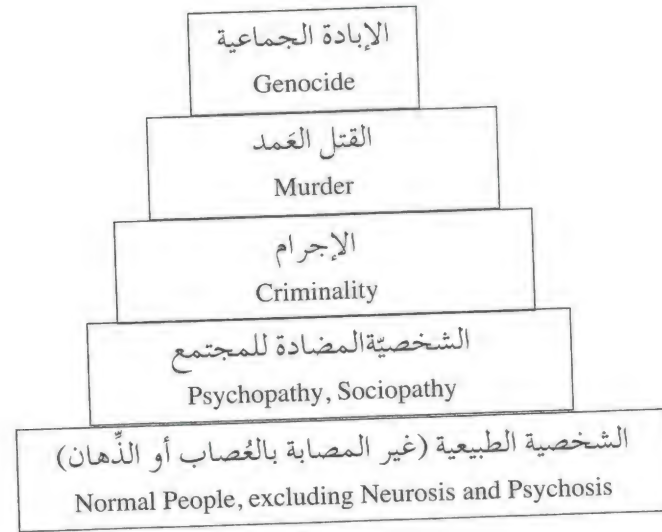 الإبادة الجماعية
Genocide
القتل العَمد
Murder
الإجرام
Criminality
الشخصيّةالمضادة للمجتمع
Psychopathy, Sociopathy
الشخصية الطبيعية (غير المصابة بالعُصاب أو الذِّهان)
Normal People, excluding Neurosis and Psychosis